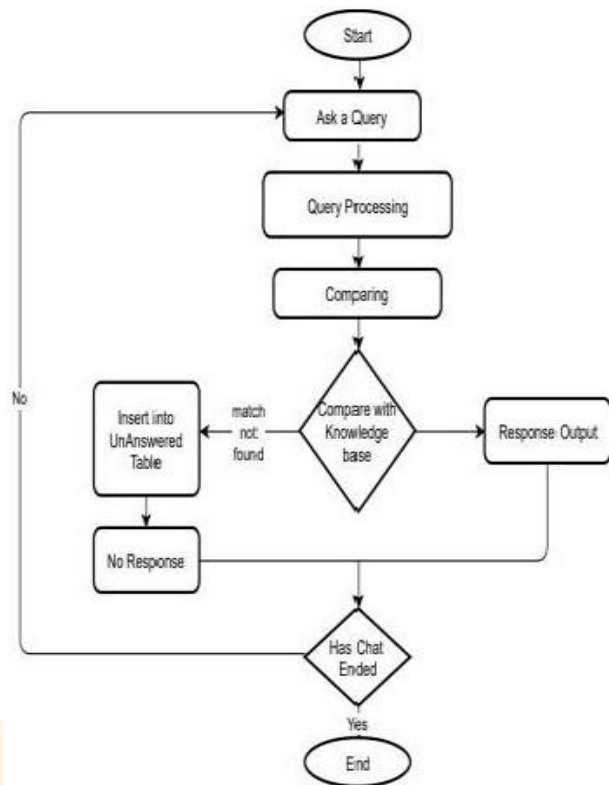 Start
Ask a Query
Query Processing
Comparing
No
Insert into
UnAnswered
Table
match
not
found
Compare with
Knowledge
base
Response Output
No Response
Has Chat
Ended
Yes
End